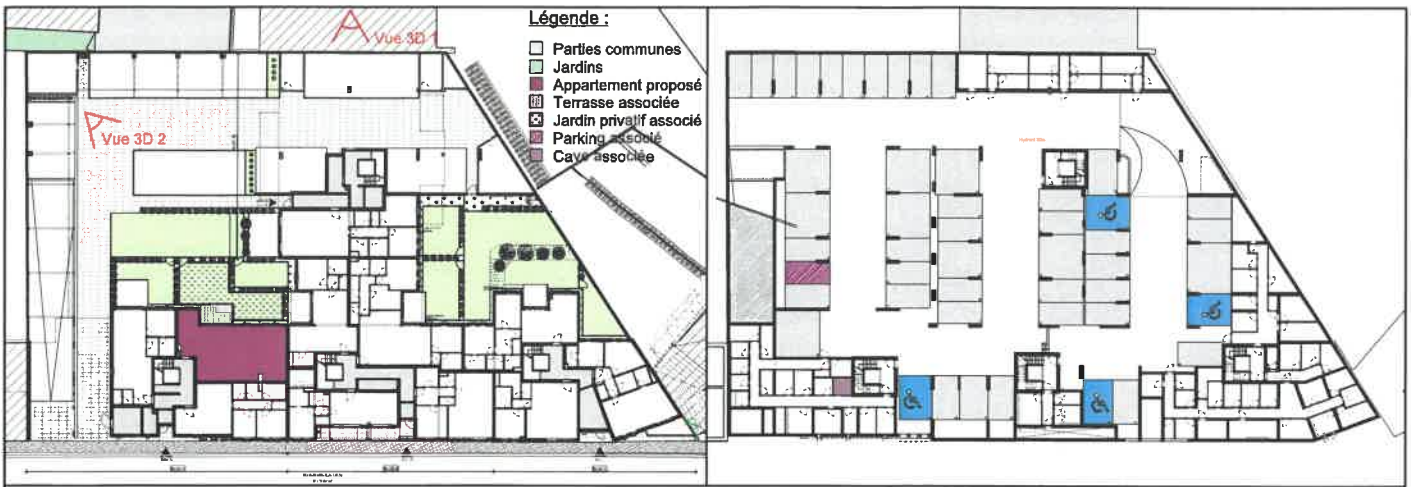 Légende :
Vue 3D 1
Parties communes
Jardins
Appartement proposé
Terrasse associée
Jardin privatif associé
Parking associé
Cave associée
Vue 3D 2